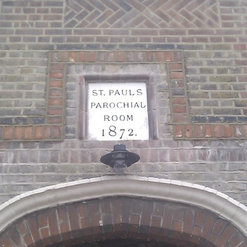 ST. PAULS
PAROCHIAL
ROOM
1872.